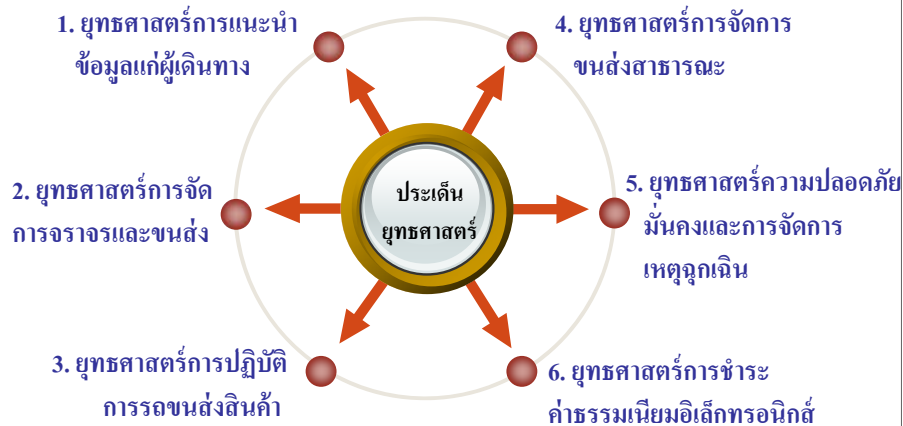 1. ยุทธศาสตร์การแนะนำ
ข้อมูลแก่ผู้เดินทาง
2. ยุทธศาสตร์การจัด
การจราจรและขนส่ง
3. ยุทธศาสตร์การปฏิบัติ
การรถขนส่งสินค้า
ประเด็น
ยุทธศาสตร์
4. ยุทธศาสตร์การจัดการ
ขนส่งสาธารณะ
5. ยุทธศาสตร์ความปลอดภัย
มั่นคงและการจัดการ
เหตุฉุกเฉิน
6. ยุทธศาสตร์การชำระ
ค่าธรรมเนียมอิเล็กทรอนิกส์